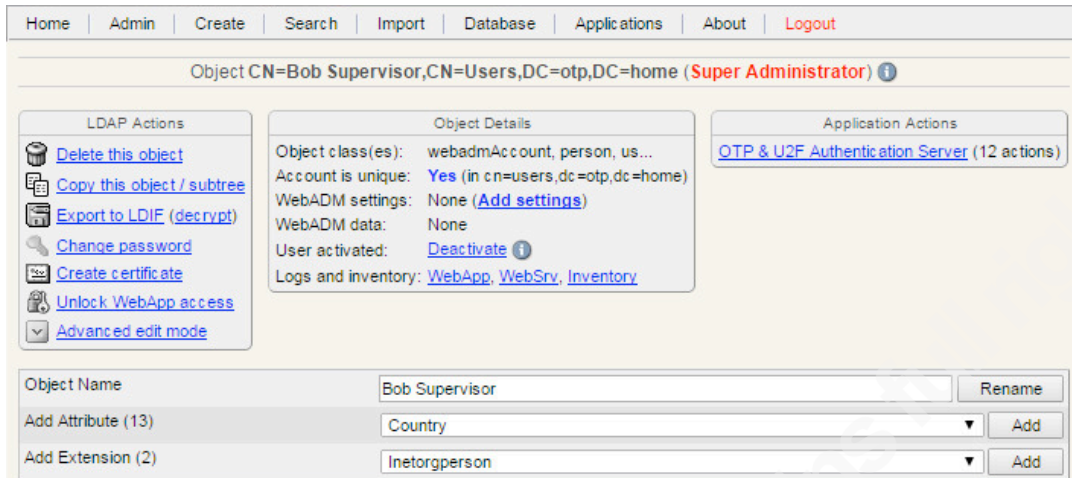 Home Admin Create Search Import Database Applications About Logout
Object CN=Bob Supervisor,CN=Users,DC=otp,DC=home (Super Administrator)
LDAP Actions
Delete this object
Copy this object / subtree
Export to LDIF (decrypt)
Change password
Create certificate
Unlock WebApp access
Advanced edit mode
Object Details
Object class(es): webadmAccount, person, us...
Account is unique: Yes (in cn=users,dc=otp,dc=home)
WebADM settings: None (Add settings)
WebADM data: None
User activated: Deactivate
Logs and inventory: WebApp, WebSrv, Inventory
Application Actions
OTP & U2F Authentication Server (12 actions)
Object Name Bob Supervisor Rename
Add Attribute (13) Country Add
Add Extension (2) Inetorgperson Add